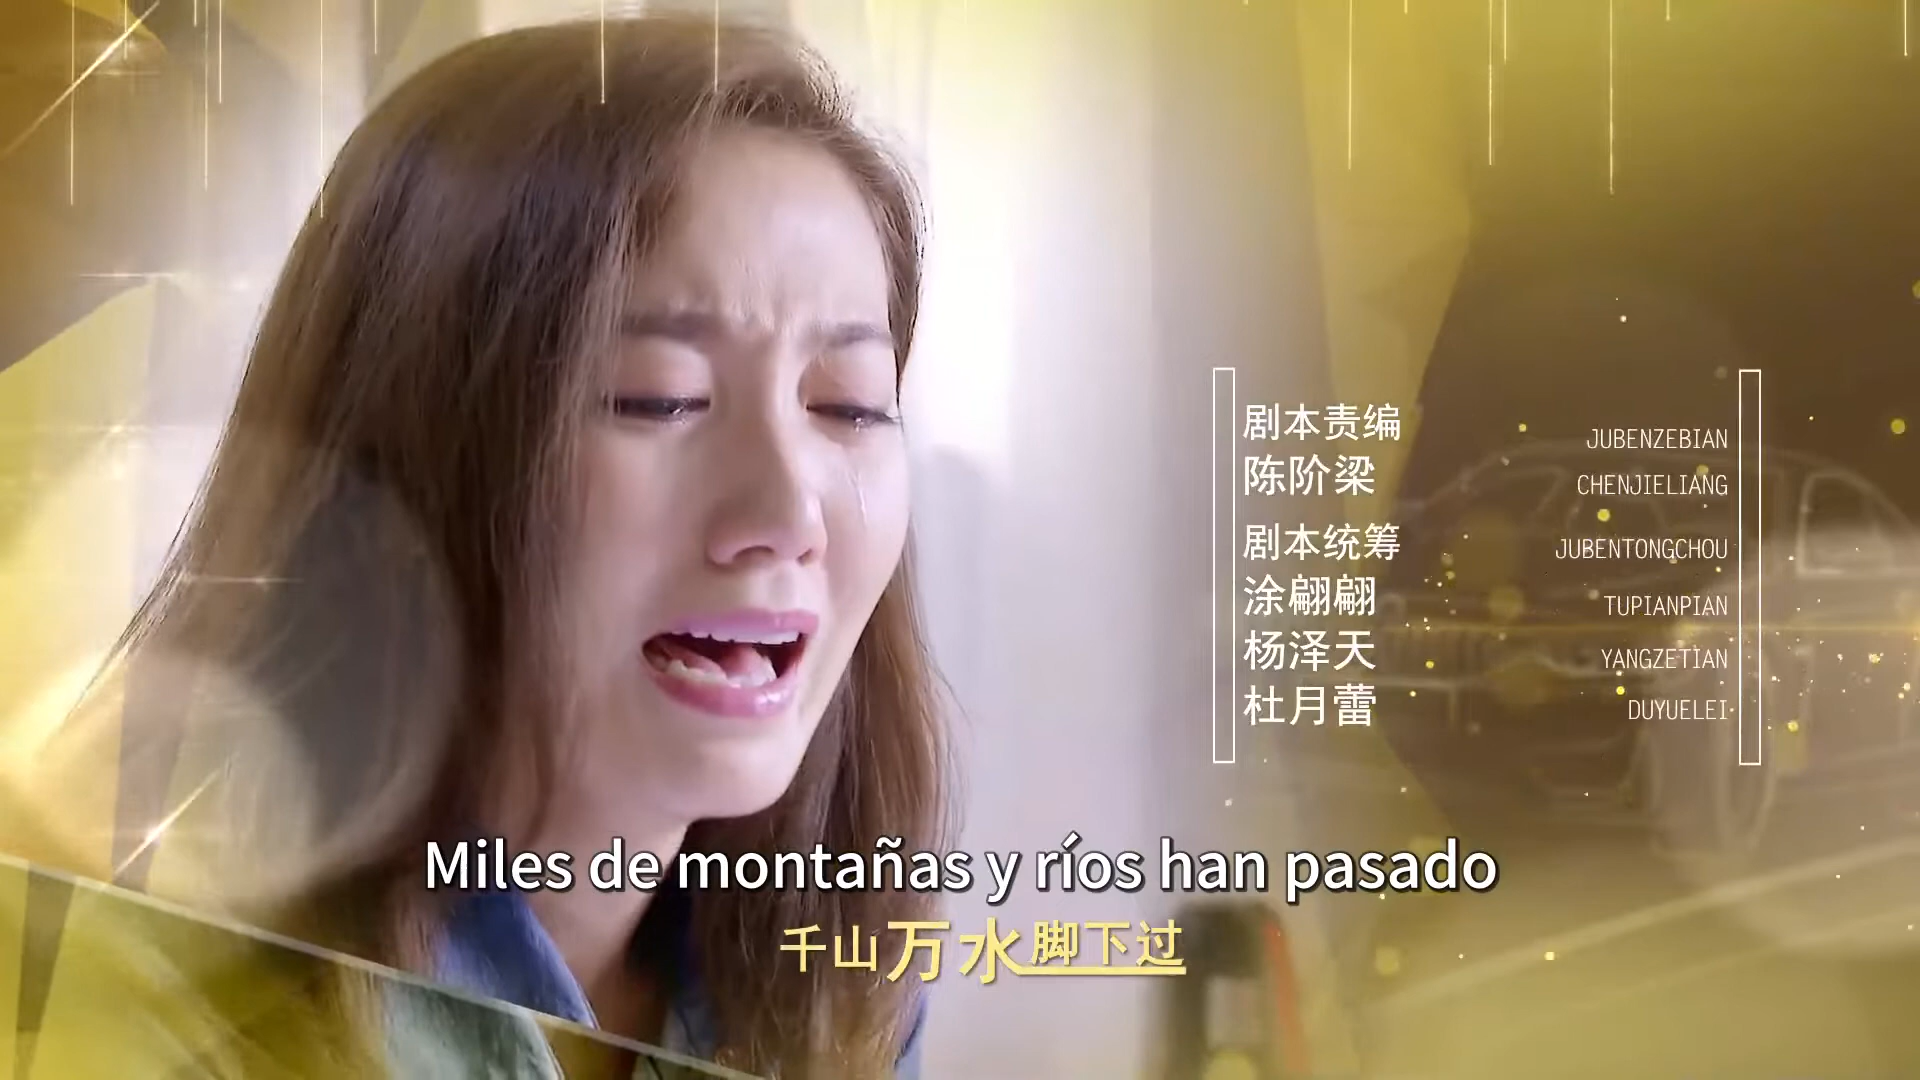 剧本责编
JUBENZEBIAN
陈阶梁
CHENJIELIANG
剧本统筹
JUBENTONGCHOU
涂翩翩
TUPIANPIAN
杨泽天
YANGZETIAN
杜月蕾
DUYUELEI
Miles de montañas y ríos han pasado
千山万水脚下过